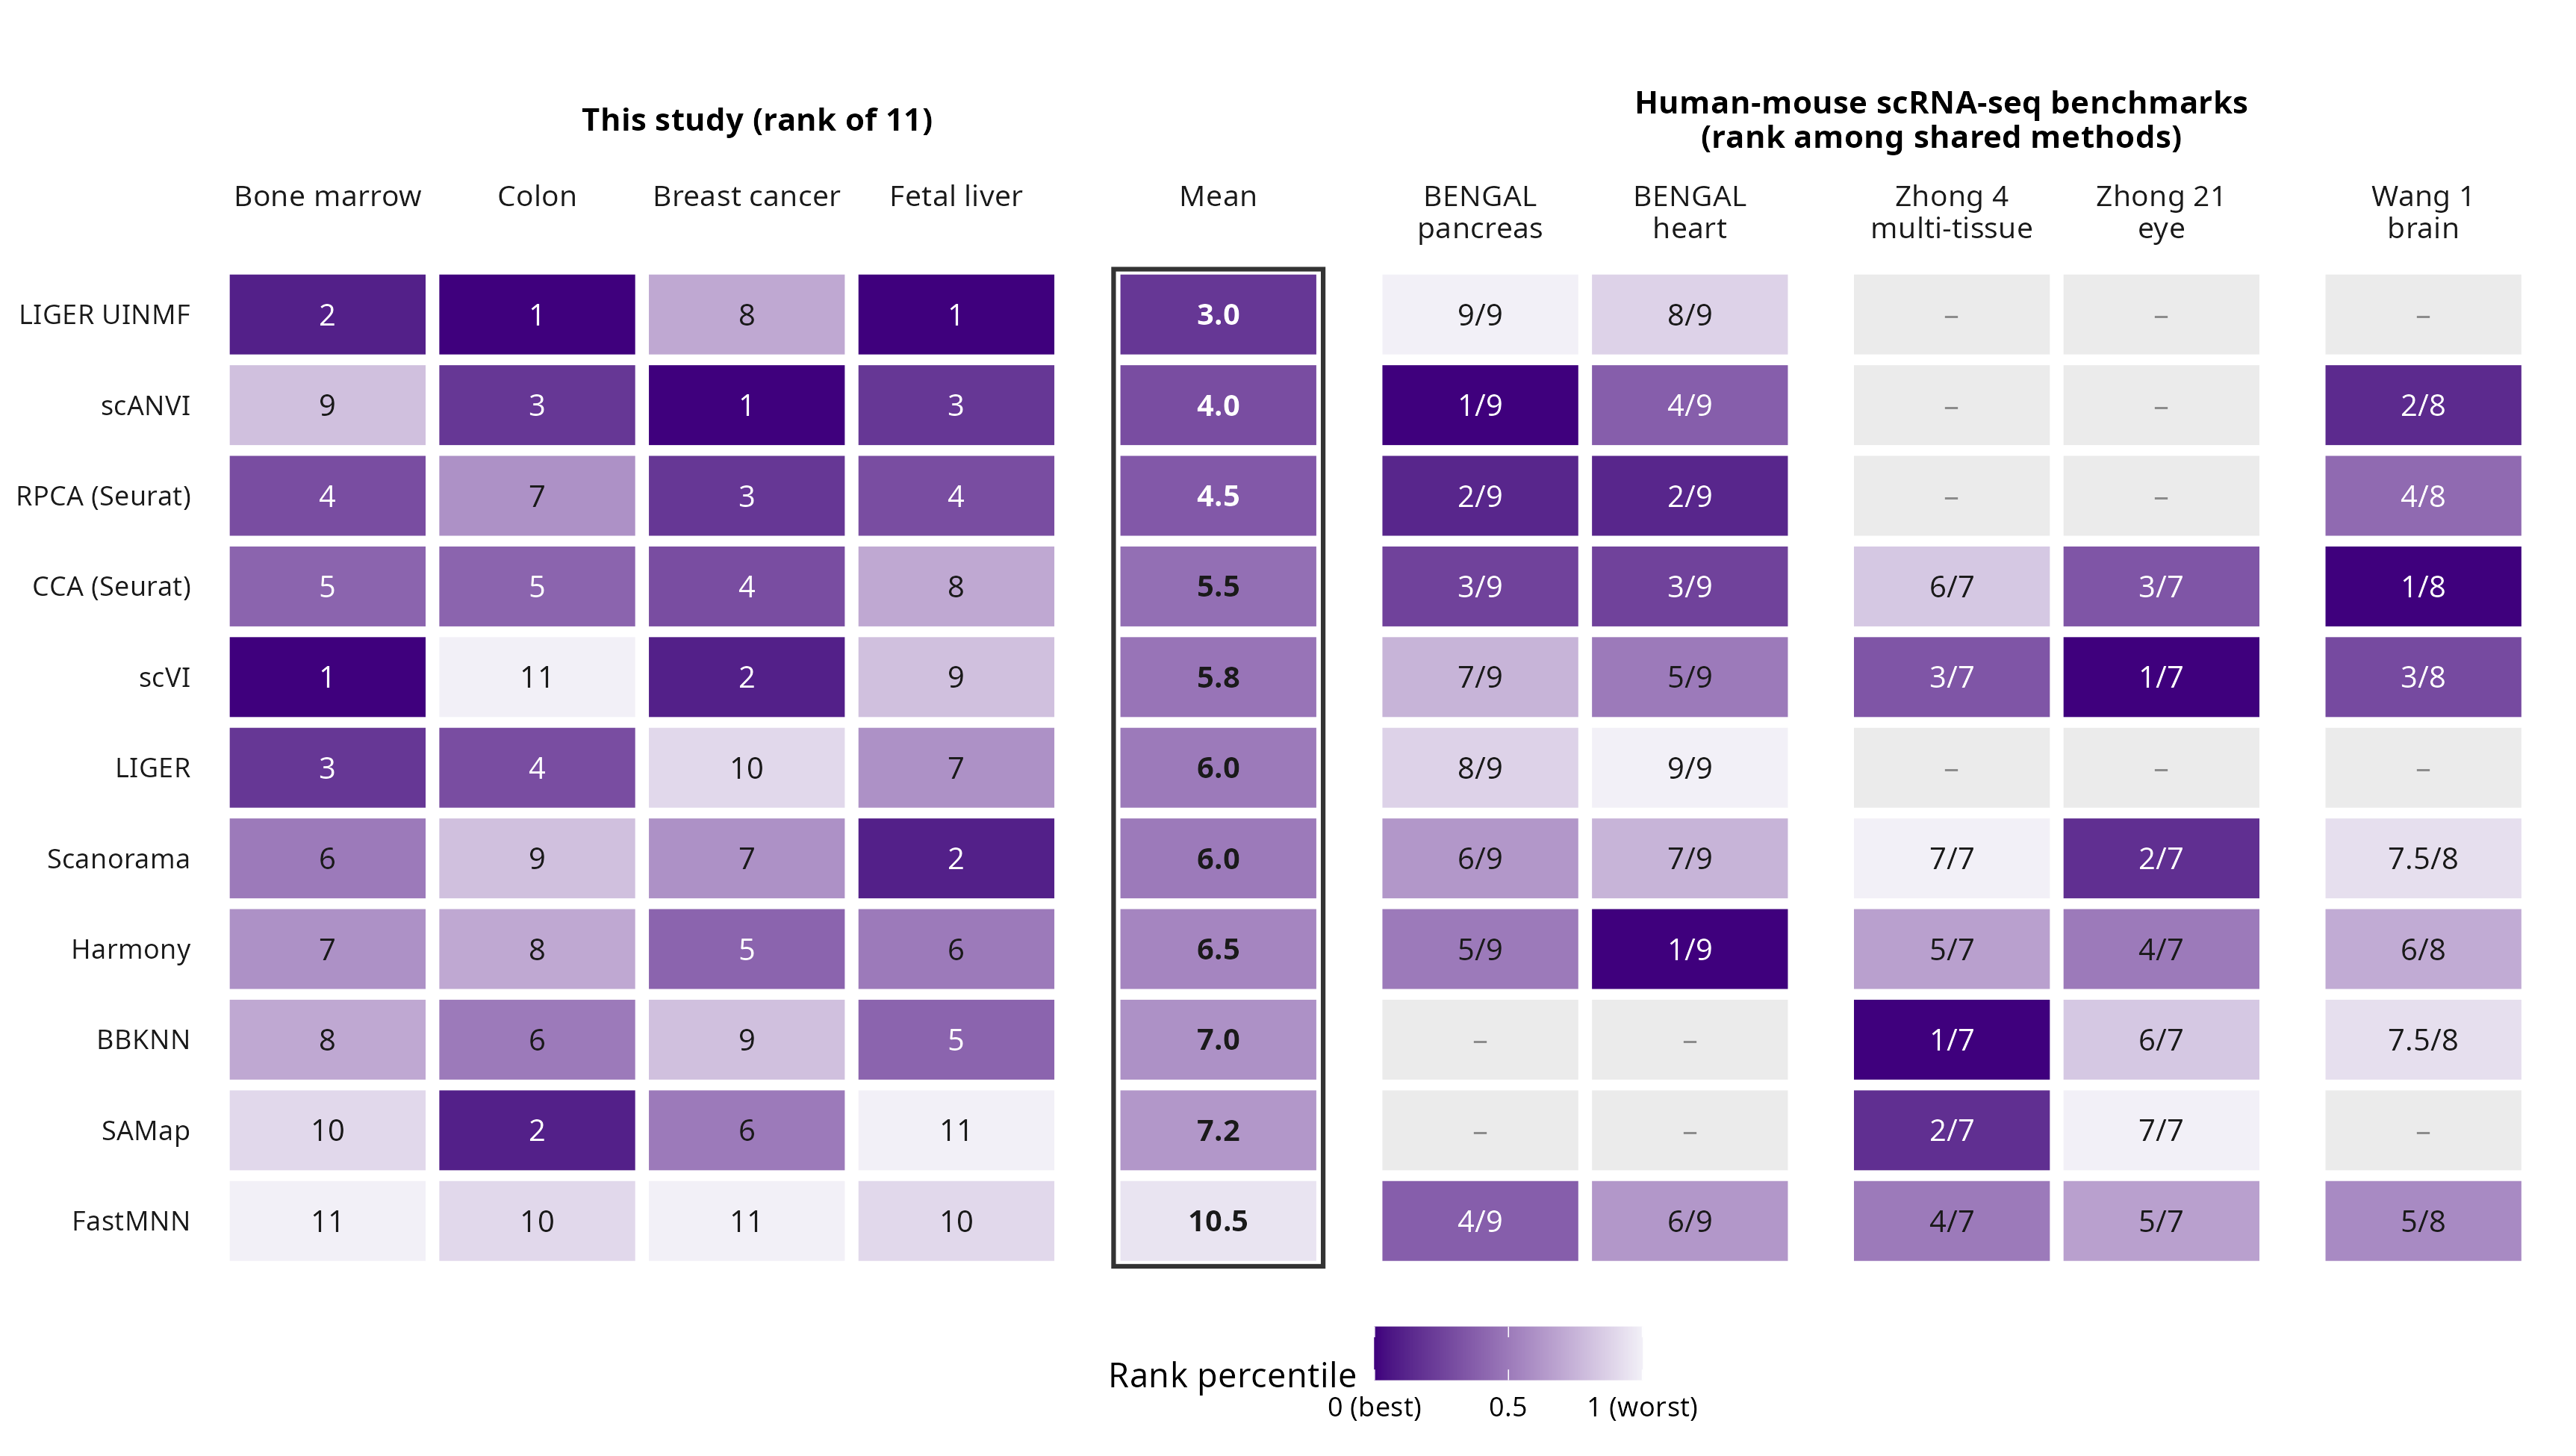 This study (rank of 11)
Human-mouse scRNA-seq benchmarks
(rank among shared methods)
Bone marrow Colon Breast cancer Fetal liver Mean BENGAL pancreas BENGAL heart Zhong 4 multi-tissue Zhong 21 eye Wang 1 brain
LIGER UINMF 2 1 8 1 3.0 9/9 8/9 – – –
scANVI 9 3 1 3 4.0 1/9 4/9 – – 2/8
RPCA (Seurat) 4 7 3 4 4.5 2/9 2/9 – – 4/8
CCA (Seurat) 5 5 4 8 5.5 3/9 3/9 6/7 3/7 1/8
scVI 1 11 2 9 5.8 7/9 5/9 3/7 1/7 3/8
LIGER 3 4 10 7 6.0 8/9 9/9 – – –
Scanorama 6 9 7 2 6.0 6/9 7/9 7/7 2/7 7.5/8
Harmony 7 8 5 6 6.5 5/9 1/9 5/7 4/7 6/8
BBKNN 8 6 9 5 7.0 – – 1/7 6/7 7.5/8
SAMap 10 2 6 11 7.2 – – 2/7 7/7 –
FastMNN 11 10 11 10 10.5 4/9 6/9 4/7 5/7 5/8
Rank percentile
0 (best) 0.5 1 (worst)